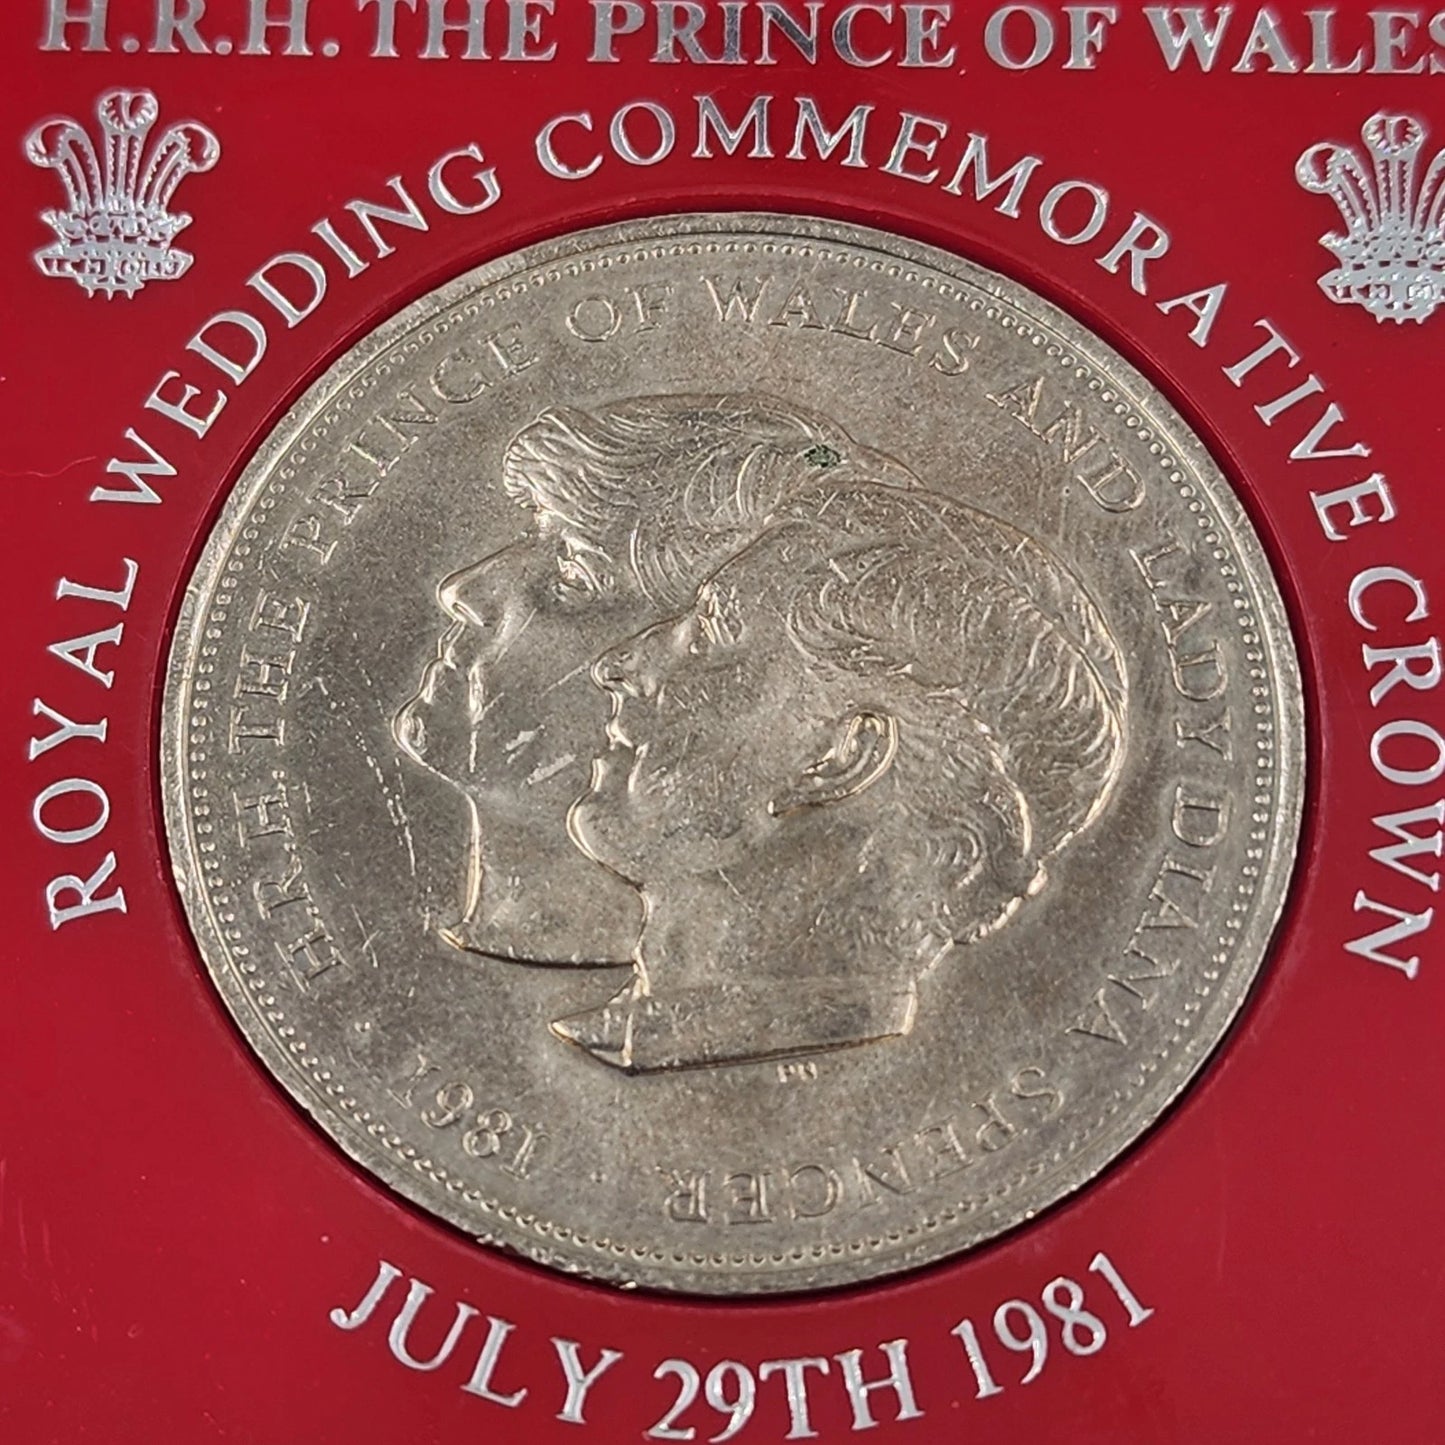 H.R.H. THE PRINCE OF WALES
ROYAL WEDDING COMMEMORATIVE CROWN
H.R.H. THE PRINCE OF WALES AND LADY DIANA SPENCER · 1981 ·
PN
JULY 29TH 1981